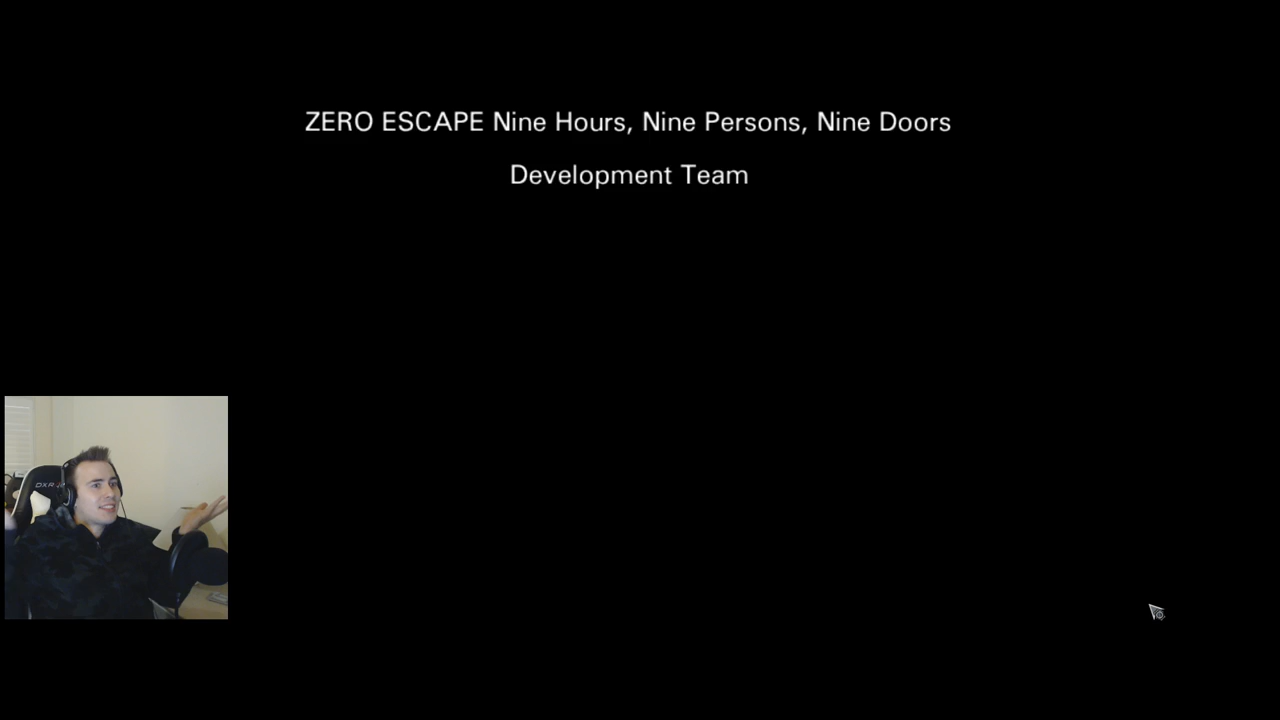 ZERO ESCAPE Nine Hours, Nine Persons, Nine Doors
Development Team